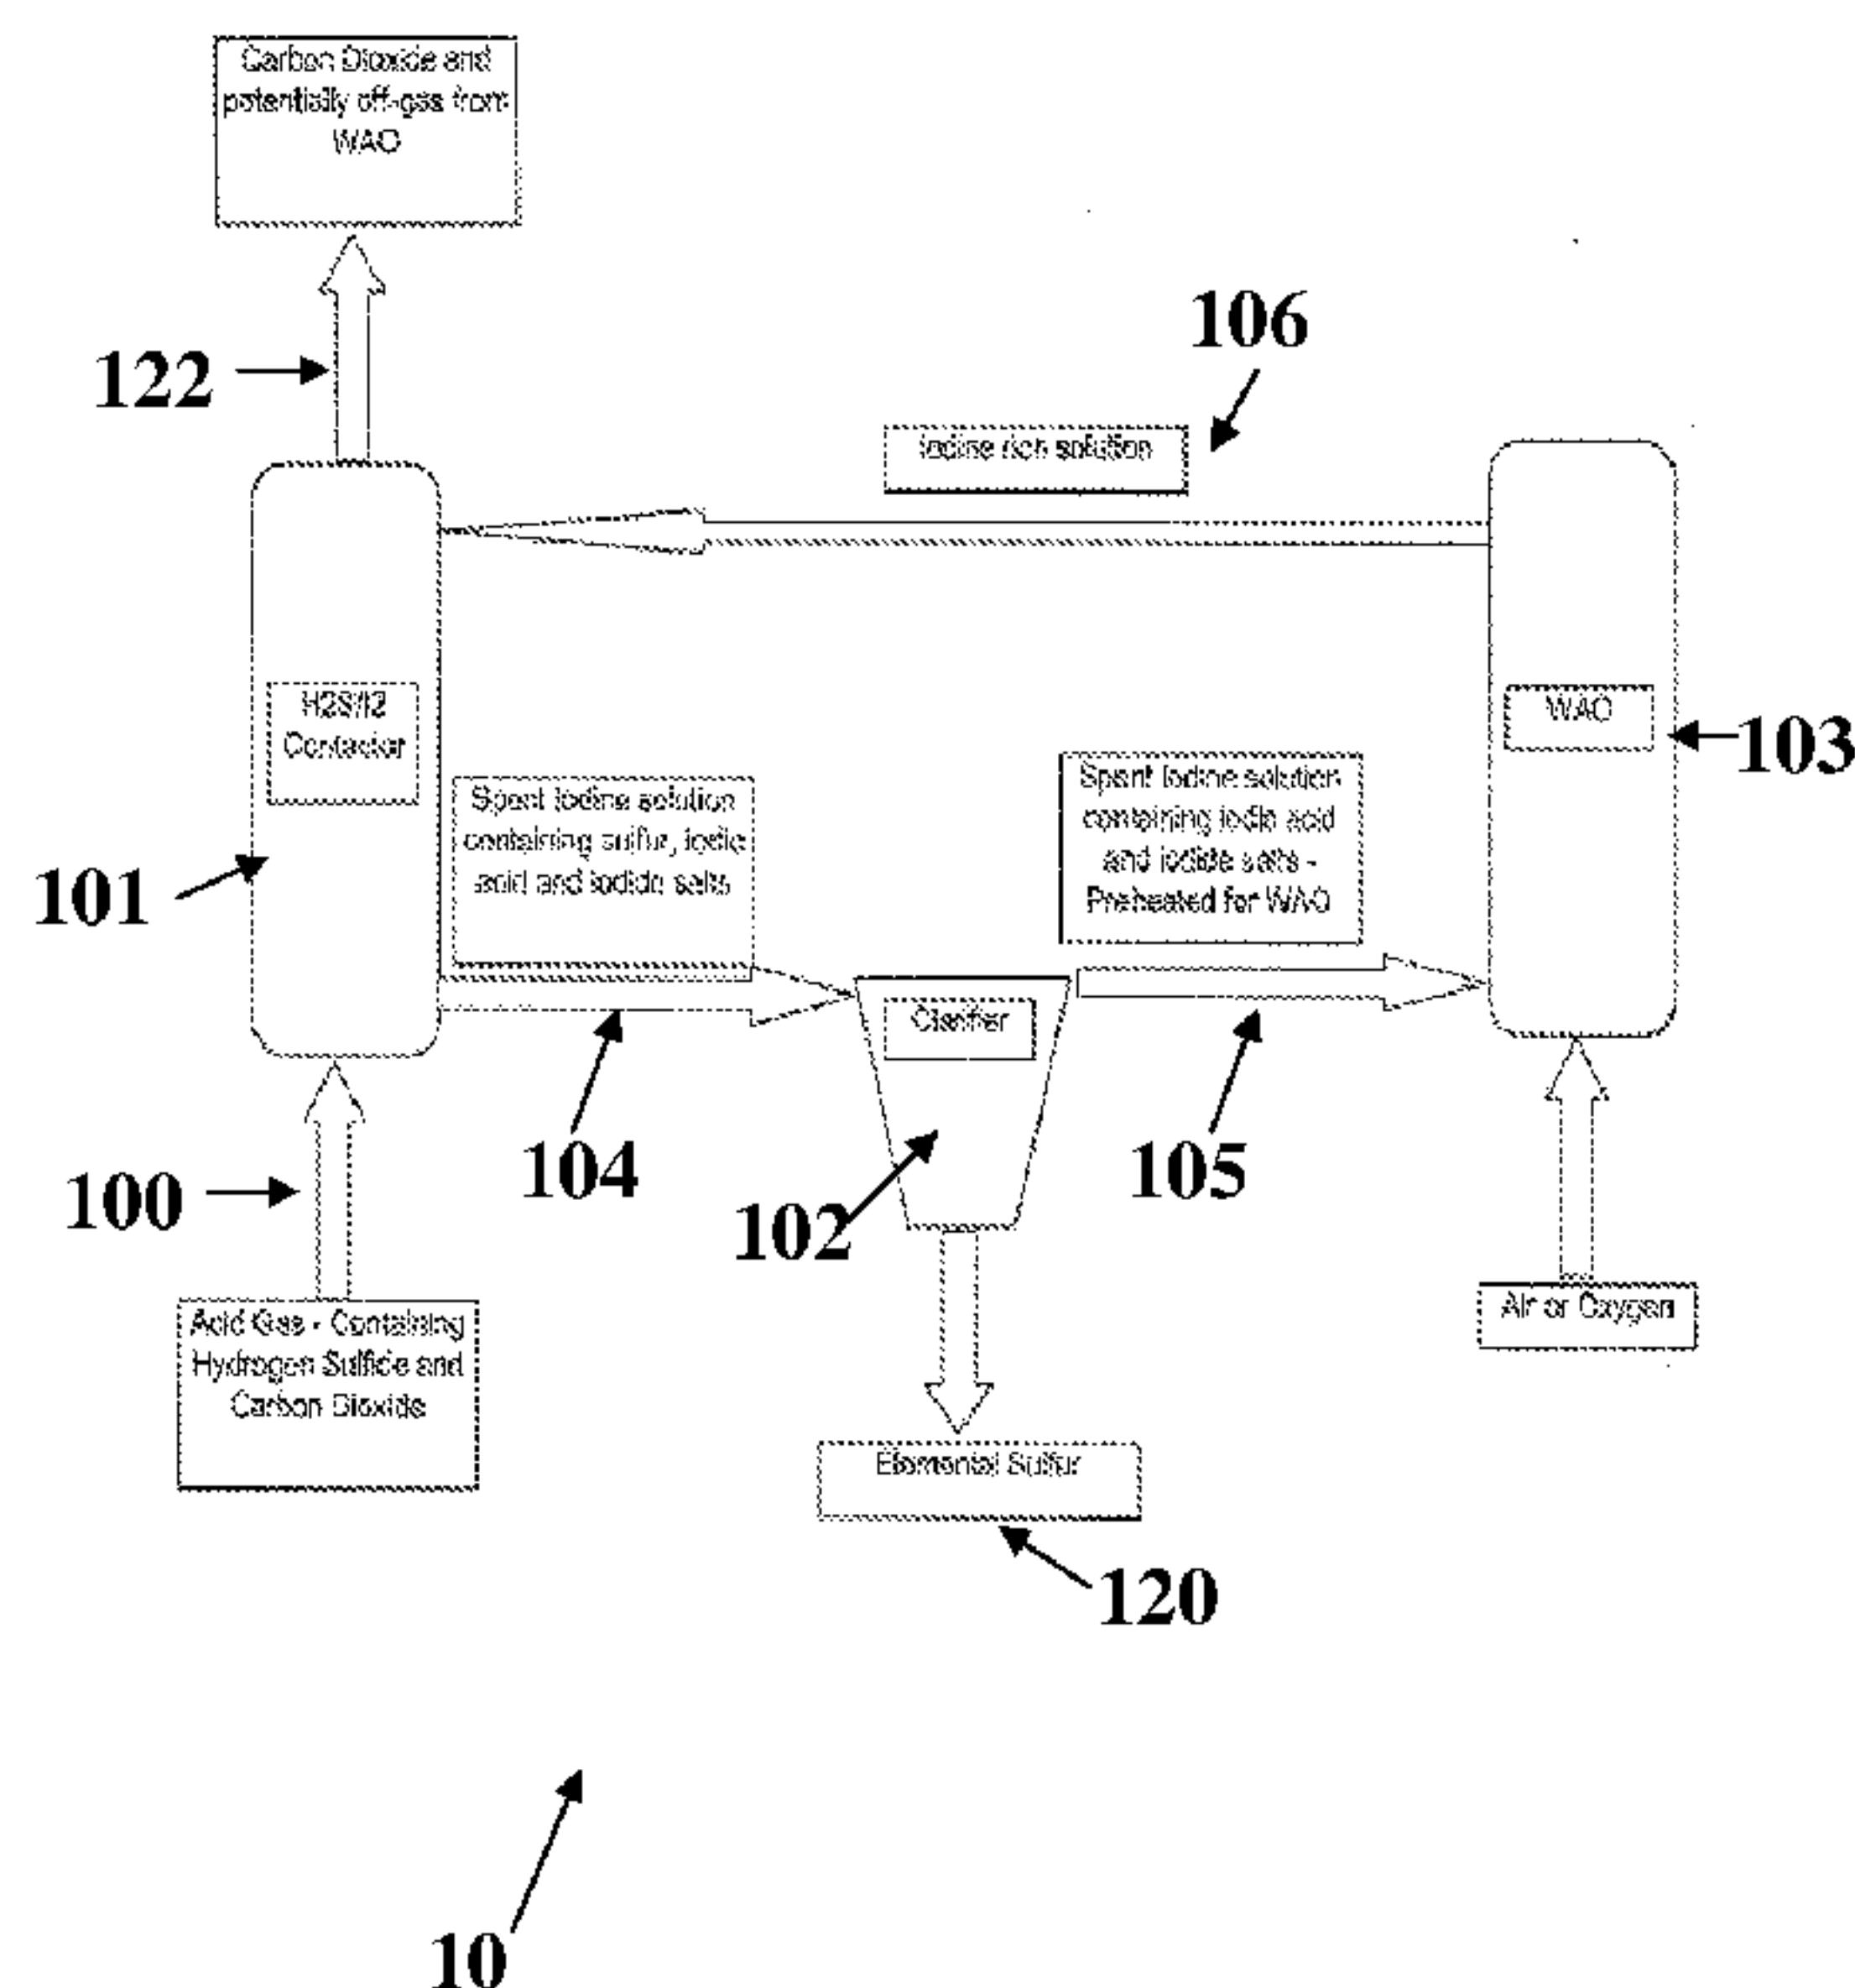 Carbon Dioxide and
potentially off-gas from
WAO
106
122
Iodine rich solution
H2S/I2
Contactor
WAO
103
Spent Iodine solution
containing sulfur, Iodic
acid and iodide salts
Spent Iodine solution
containing Iodic acid
and iodide salts -
Preheated for WAO
101
Clarifier
104
105
100
102
Acid Gas - Containing
Hydrogen Sulfide and
Carbon Dioxide
Air or Oxygen
Elemental Sulfur
120
10